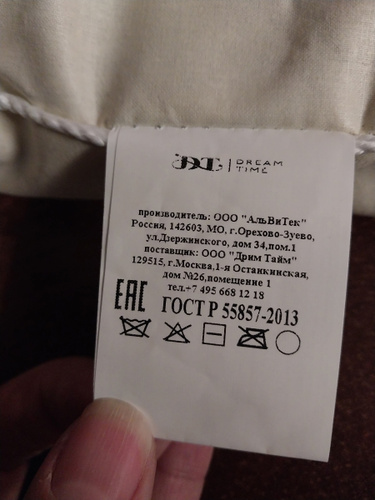 DREAM
TIME
производитель: ООО "АльВиТек"
Россия, 142603, МО, г.Орехово-Зуево,
ул.Дзержинского, дом 34,пом.1
поставщик: ООО "Дрим Тайм"
129515, г.Москва,1-я Останкинская,
дом №26,помещение 1
тел.+7 495 668 12 18
ЕАС ГОСТ Р 55857-2013